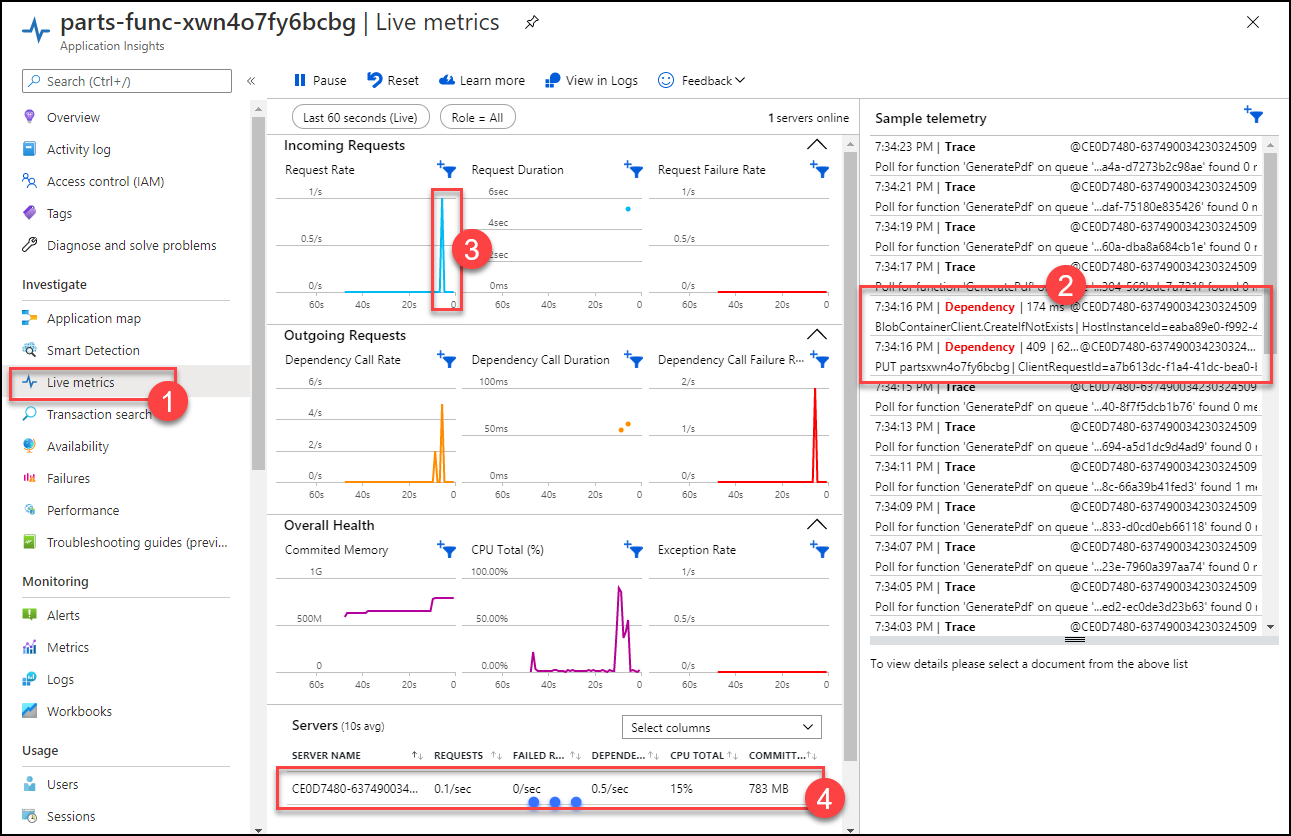 parts-func-xwn4o7fy6bcbg | Live metrics
Application Insights
Search (Ctrl+/)
«
Overview
Activity log
Access control (IAM)
Tags
Diagnose and solve problems
Investigate
Application map
Smart Detection
Live metrics
1
Transaction search
Availability
Failures
Performance
Troubleshooting guides (previ...
Monitoring
Alerts
Metrics
Logs
Workbooks
Usage
Users
Sessions
Pause
Reset
Learn more
View in Logs
Feedback
Last 60 seconds (Live)
Role = All
1 servers online
Incoming Requests
Request Rate
1/s
0.5/s
0/s
60s 40s 20s 0
3
Request Duration
6sec
4sec
2sec
0ms
60s 40s 20s 0
Request Failure Rate
1/s
0.5/s
0/s
60s 40s 20s 0
Outgoing Requests
Dependency Call Rate
6/s
4/s
2/s
0/s
60s 40s 20s 0
Dependency Call Duration
100ms
50ms
0ms
60s 40s 20s 0
Dependency Call Failure R...
2/s
1/s
0/s
60s 40s 20s 0
Overall Health
Commited Memory
1G
500M
0
60s 40s 20s 0
CPU Total (%)
100.00%
50.00%
0.00%
60s 40s 20s 0
Exception Rate
1/s
0.5/s
0/s
60s 40s 20s 0
Servers (10s avg)
Select columns
SERVER NAME REQUESTS FAILED R... DEPENDE... CPU TOTAL COMMITT...
CE0D7480-637490034... 0.1/sec 0/sec 0.5/sec 15% 783 MB
4
Sample telemetry
7:34:23 PM | Trace @CE0D7480-637490034230324509
Poll for function 'GeneratePdf' on queue '...a4a-d7273b2c98ae' found 0 m
7:34:21 PM | Trace @CE0D7480-637490034230324509
Poll for function 'GeneratePdf' on queue '...daf-75180e835426' found 0 m
7:34:19 PM | Trace @CE0D7480-637490034230324509
Poll for function 'GeneratePdf' on queue '...60a-dba8a684cb1e' found 0 m
7:34:17 PM | Trace @CE0D7480-637490034230324509
Poll for function 'GeneratePdf' on queue found 0 m
2
7:34:16 PM | Dependency | 174 ms @CE0D7480-637490034230324509
BlobContainerClient.CreateIfNotExists | HostInstanceId=eaba89e0-f992-4
7:34:16 PM | Dependency | 409 | 62...@CE0D7480-637490034230324...
PUT partsxwn4o7fy6bcbg | ClientRequestId=a7b613dc-f1a4-41dc-bea0-b
7:34:15 PM | Trace @CE0D7480-637490034230324509
Poll for function 'GeneratePdf' on queue '...40-8f7f5dcb1b76' found 0 me
7:34:13 PM | Trace @CE0D7480-637490034230324509
Poll for function 'GeneratePdf' on queue '...694-a5d1dc9d4ad9' found 0
7:34:11 PM | Trace @CE0D7480-637490034230324509
Poll for function 'GeneratePdf' on queue '...8c-66a39b41fed3' found 1 me
7:34:09 PM | Trace @CE0D7480-637490034230324509
Poll for function 'GeneratePdf' on queue '...833-d0cd0eb66118' found 0
7:34:07 PM | Trace @CE0D7480-637490034230324509
Poll for function 'GeneratePdf' on queue '...23e-7960a397aa74' found 0
7:34:05 PM | Trace @CE0D7480-637490034230324509
Poll for function 'GeneratePdf' on queue '...ed2-ec0de3d23b63' found 0
7:34:03 PM | Trace @CE0D7480-637490034230324509
To view details please select a document from the above list